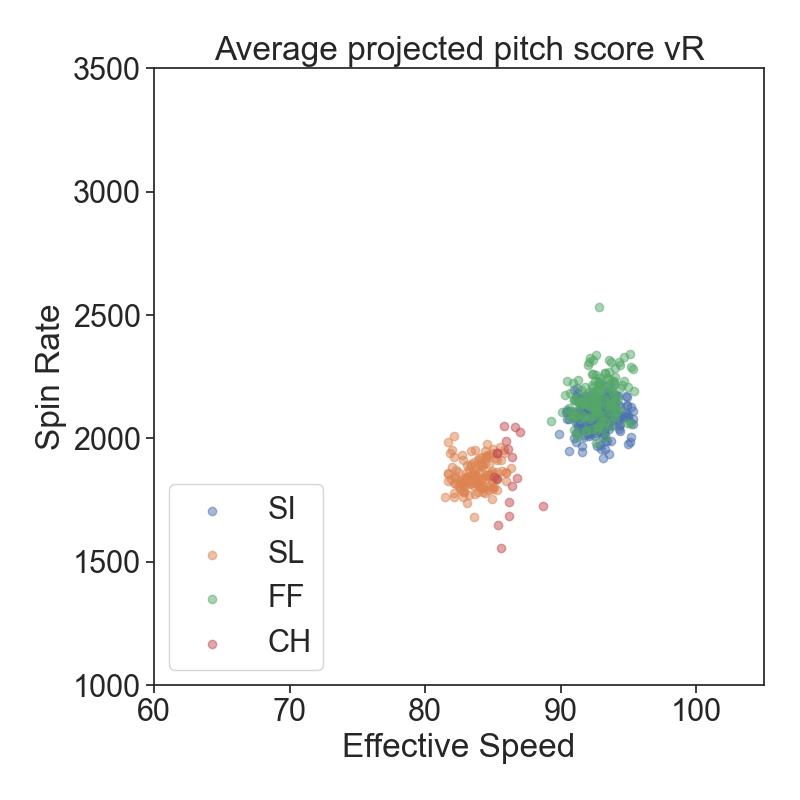 Average projected pitch score vR
3500
3000
2500
2000
1500
1000
Spin Rate
SI
SL
FF
CH
60 70 80 90 100
Effective Speed